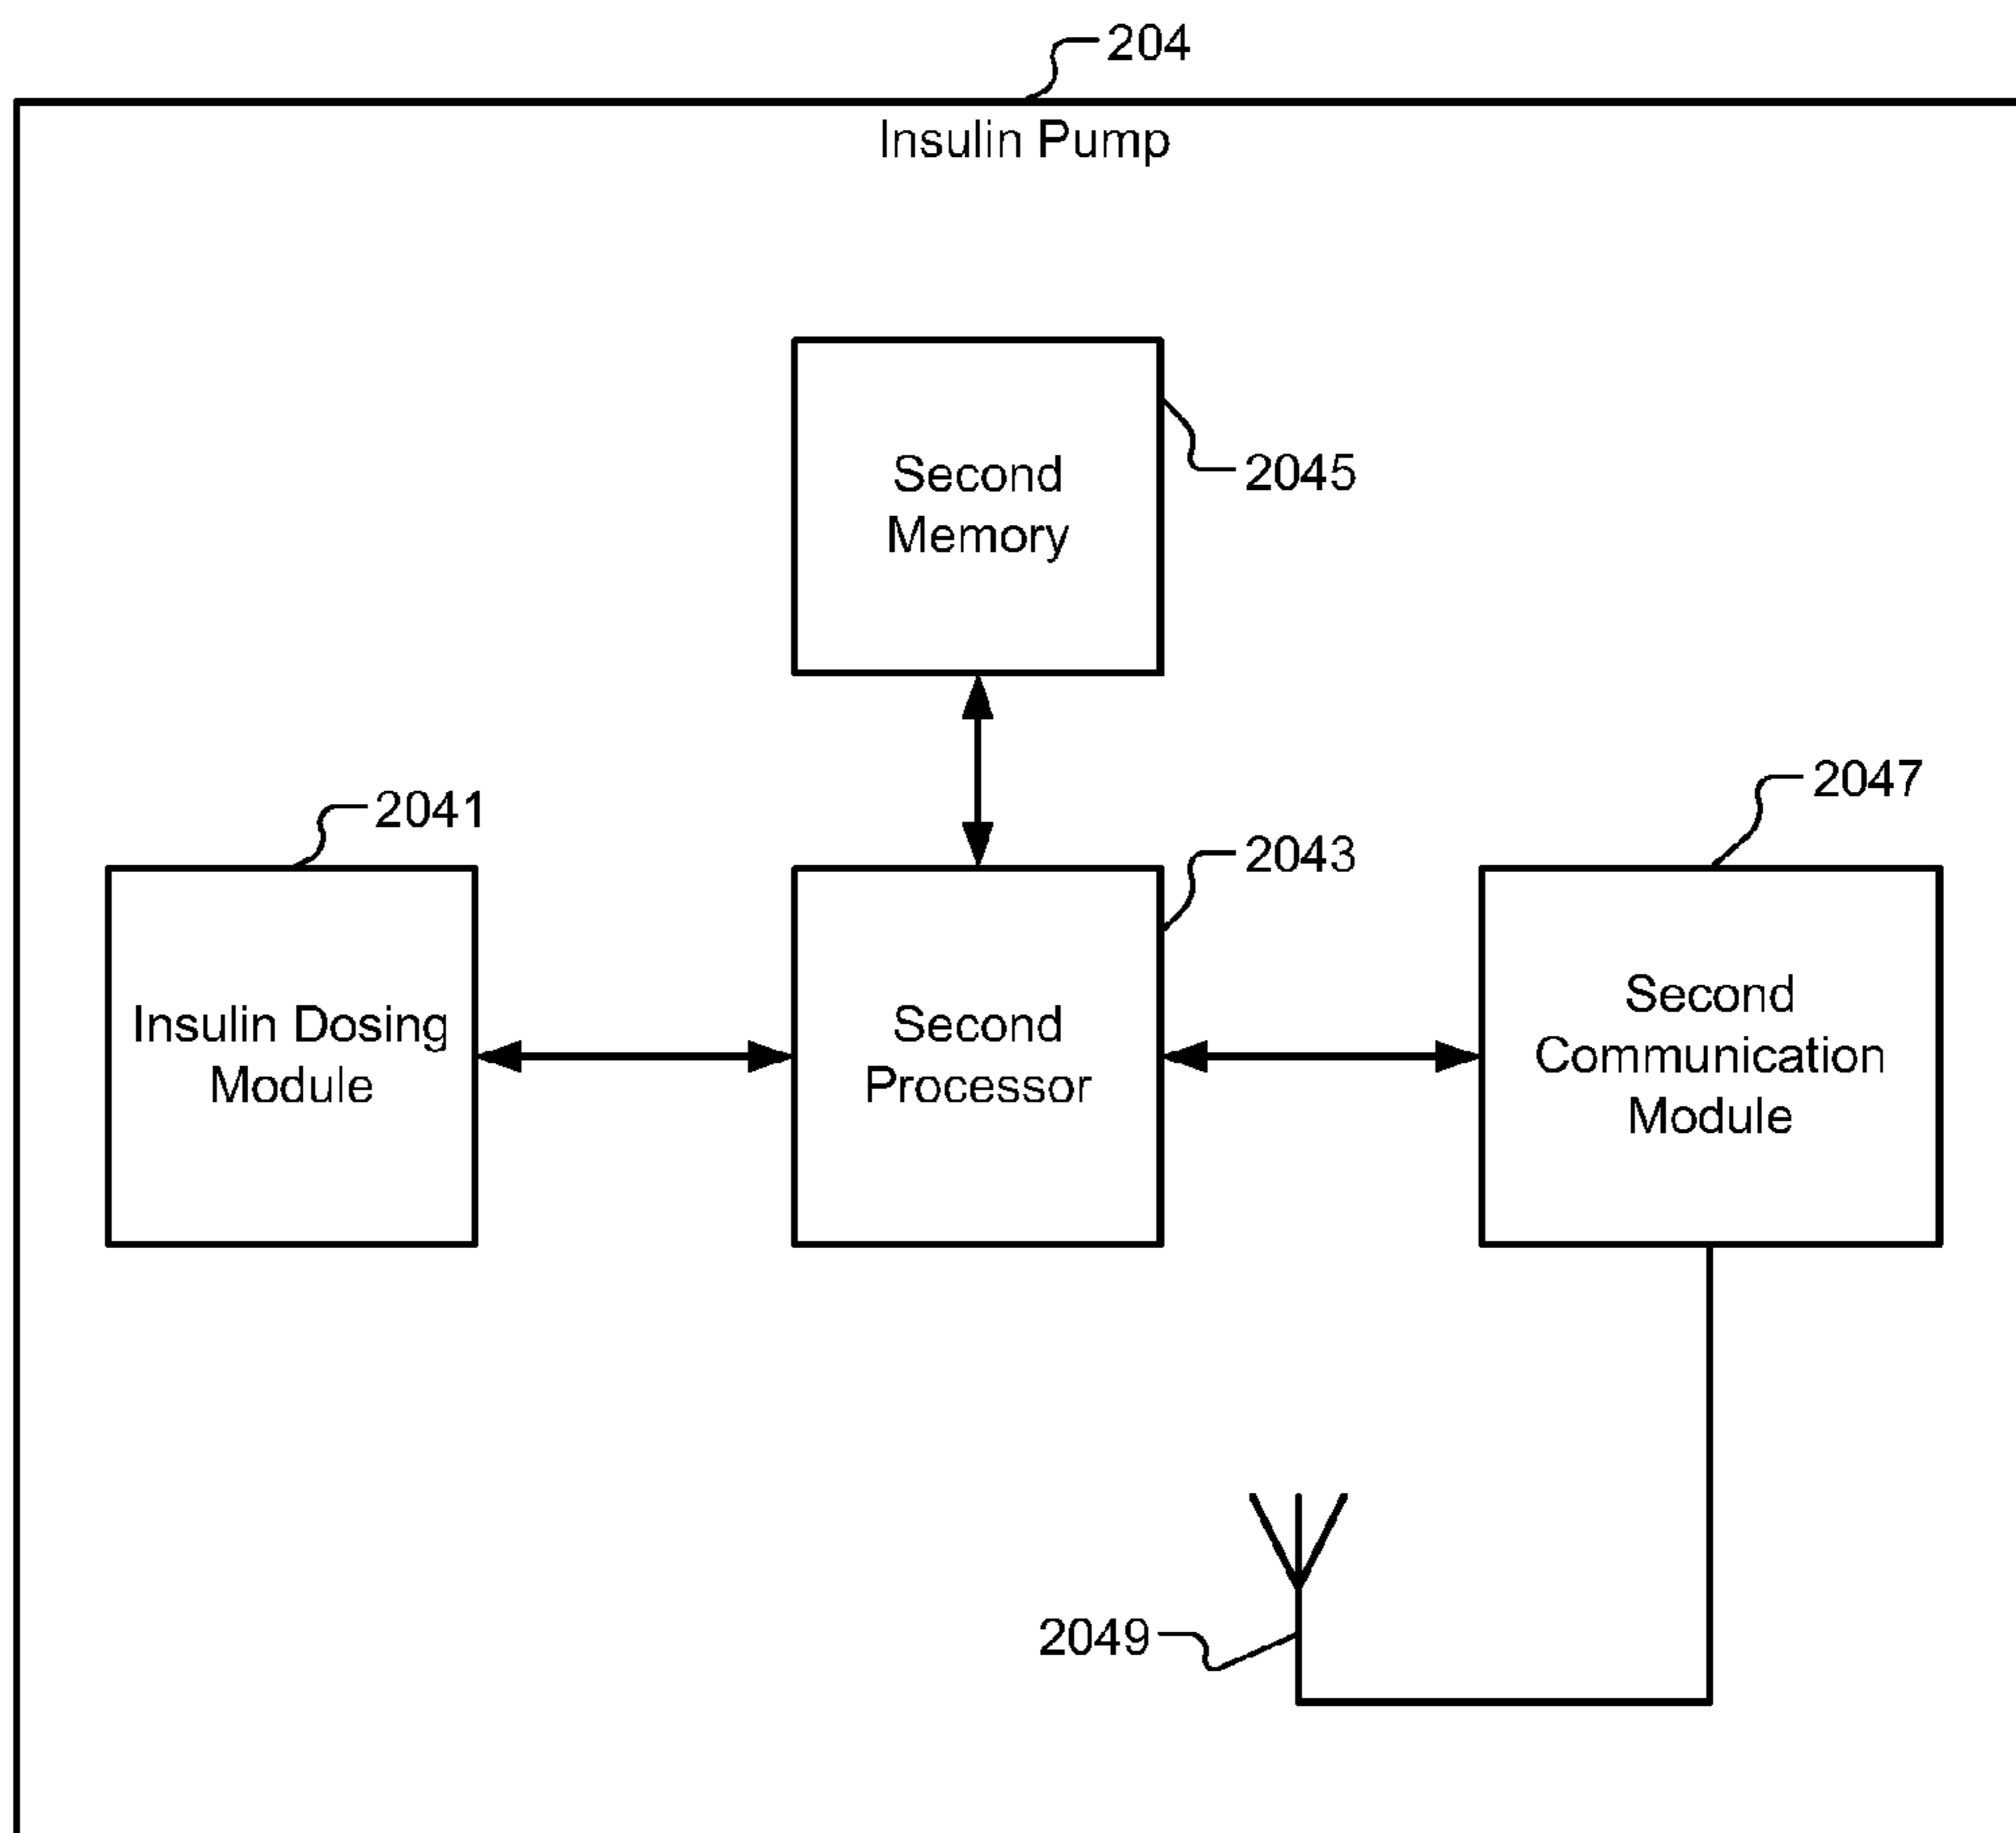 204
Insulin Pump
Second
Memory
2045
2041
2043
2047
Insulin Dosing
Module
Second
Processor
Second
Communication
Module
2049